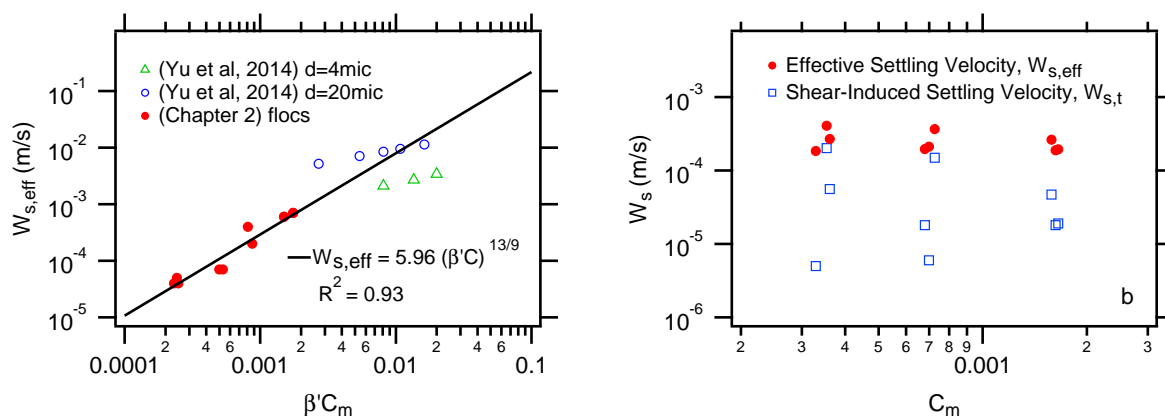 W_s,eff (m/s)
10^-1
10^-2
10^-3
10^-4
10^-5
(Yu et al, 2014) d=4mic
(Yu et al, 2014) d=20mic
(Chapter 2) flocs
W_s,eff = 5.96 (β'C)^13/9
R^2 = 0.93
2 4 6 2 4 6 2 4 6
0.0001 0.001 0.01 0.1
β'C_m
W_s (m/s)
10^-3
10^-4
10^-5
10^-6
Effective Settling Velocity, W_s,eff
Shear-Induced Settling Velocity, W_s,t
b
2 3 4 5 6 7 8 9 2 3
0.001
C_m